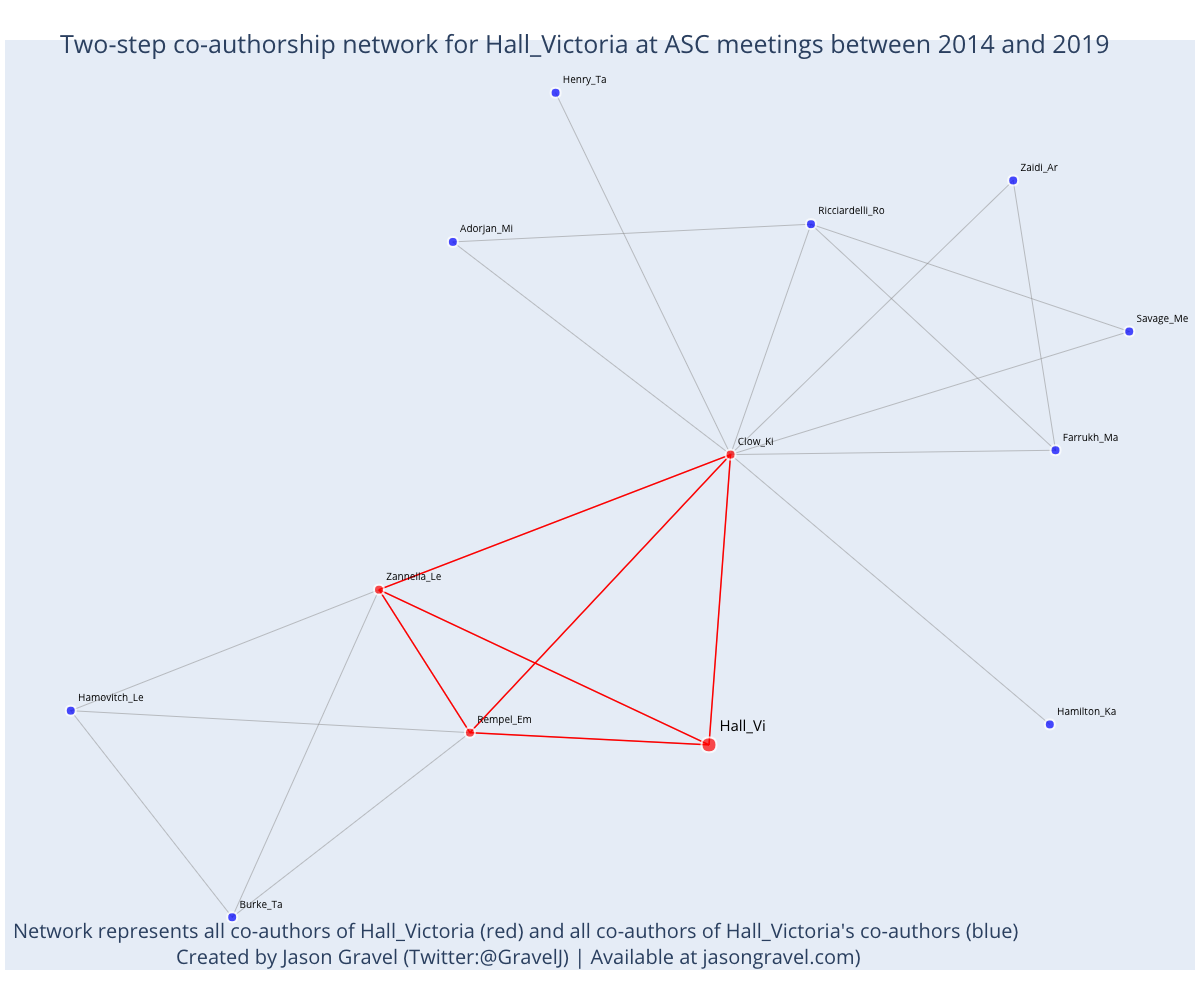 Two-step co-authorship network for Hall_Victoria at ASC meetings between 2014 and 2019
Henry_Ta
Zaidi_Ar
Ricciardelli_Ro
Adorjan_Mi
Savage_Me
Clow_Ki
Farrukh_Ma
Zannella_Le
Hamovitch_Le
Rempel_Em
Hall_Vi
Hamilton_Ka
Burke_Ta
Network represents all co-authors of Hall_Victoria (red) and all co-authors of Hall_Victoria's co-authors (blue)
Created by Jason Gravel (Twitter:@GravelJ) | Available at jasongravel.com)